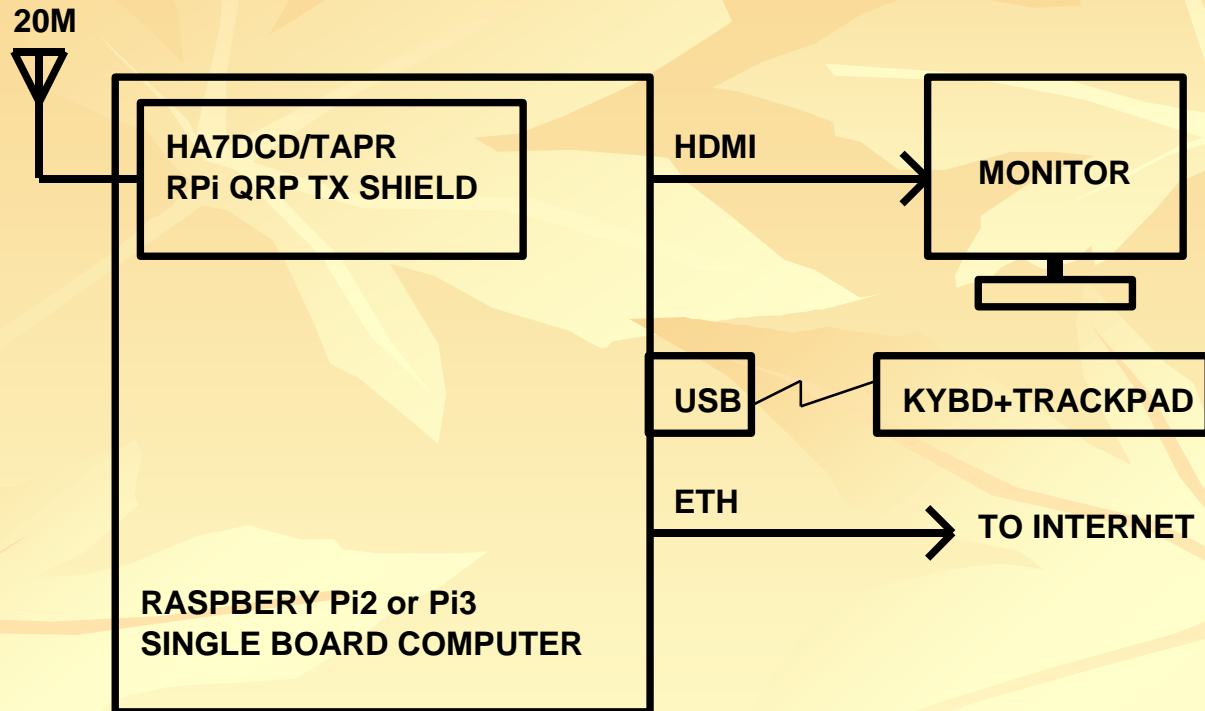 20M
HA7DCD/TAPR
RPi QRP TX SHIELD
HDMI
MONITOR
USB
KYBD+TRACKPAD
ETH
TO INTERNET
RASPBERY Pi2 or Pi3
SINGLE BOARD COMPUTER